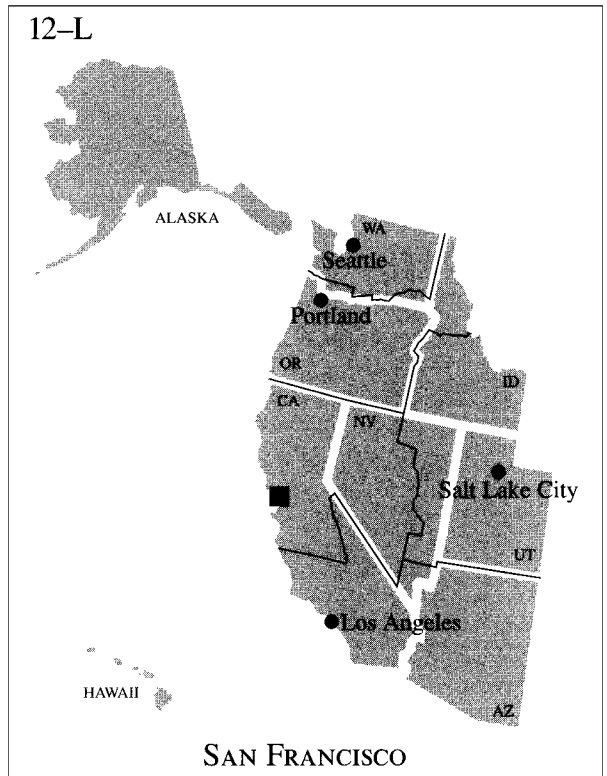 12–L
ALASKA
WA
Seattle
Portland
OR
CA
ID
NV
Salt Lake City
UT
Los Angeles
HAWAII
AZ
SAN FRANCISCO